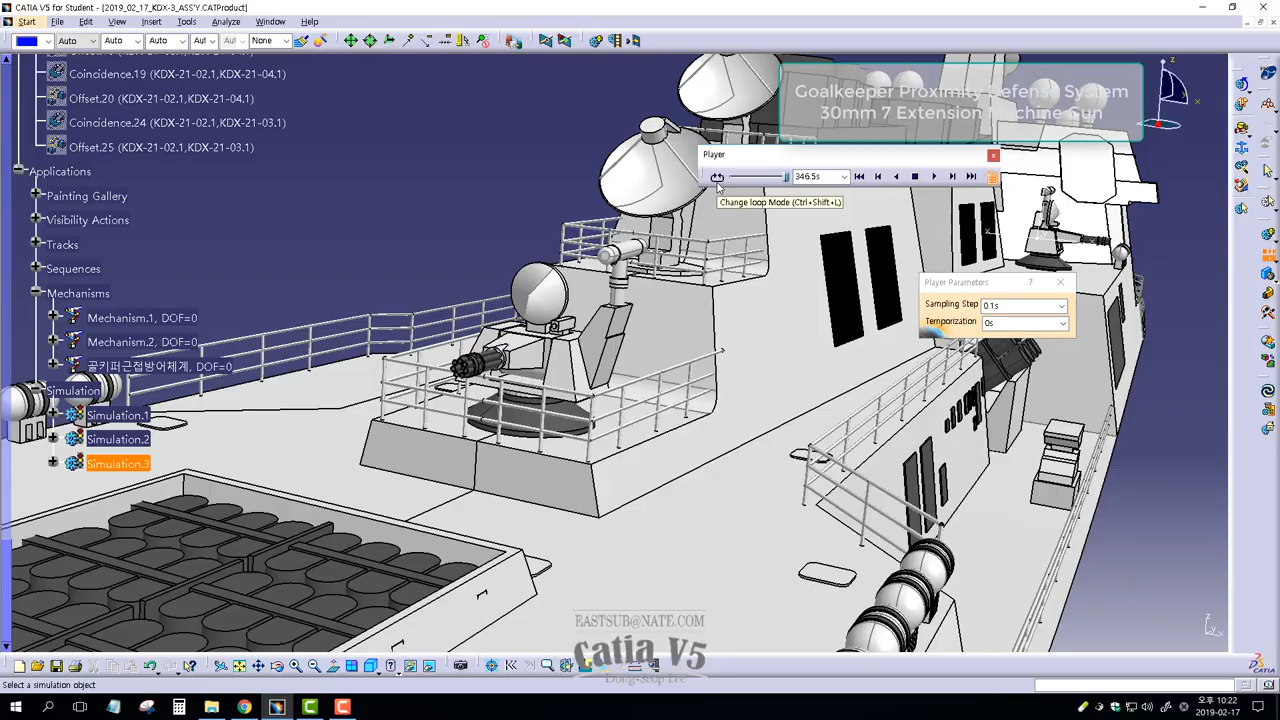 CATIA V5 for Student - [2019_02_17_KDX-3_ASS'Y.CATProduct]
Start File Edit View Insert Tools Analyze Window Help
Auto Auto Auto Aut Aut None
Coincidence.19 (KDX-21-02.1,KDX-21-04.1)
Offset.20 (KDX-21-02.1,KDX-21-04.1)
Coincidence.24 (KDX-21-02.1,KDX-21-03.1)
Offset.25 (KDX-21-02.1,KDX-21-03.1)
Applications
Painting Gallery
Visibility Actions
Tracks
Sequences
Mechanisms
Mechanism.1, DOF=0
Mechanism.2, DOF=0
골키퍼근접방어체계, DOF=0
Simulation
Simulation.1
Simulation.2
Simulation.3
Goalkeeper Proximity Defense System
30mm 7 Extension Machine Gun
Player
346.5s
Change loop Mode (Ctrl+Shift+L)
Player Parameters ?
Sampling Step 0.1s
Temporization 0s
EASTSUB@NATE.COM
Catia V5
Dong-Seup Lee
Select a simulation object
오후 10:22
2019-02-17